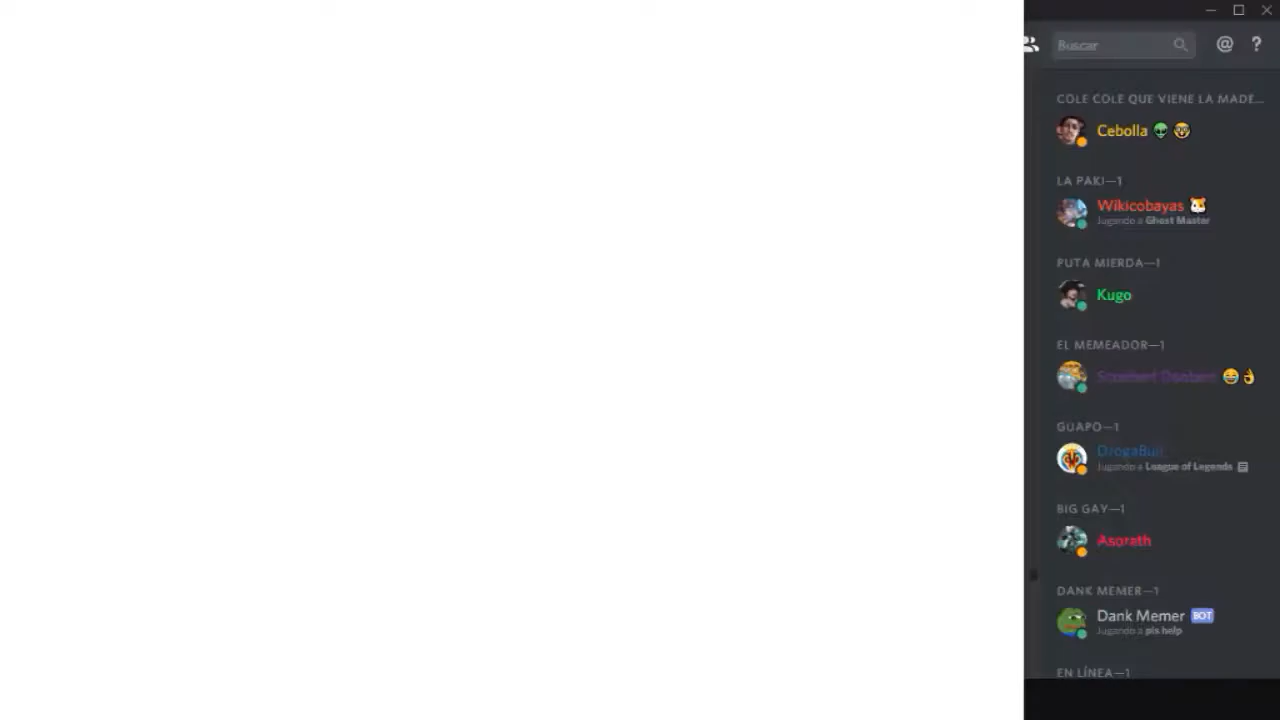 Buscar
@ ?
COLE COLE QUE VIENE LA MADE...
Cebolla
LA PAKI—1
Wikicobayas
Jugando a Ghost Master
PUTA MIERDA—1
Kugo
EL MEMEADOR—1
GUAPO—1
Jugando a League of Legends
BIG GAY—1
Asorath
DANK MEMER—1
Dank Memer BOT
Jugando a pls help
EN LÍNEA—1